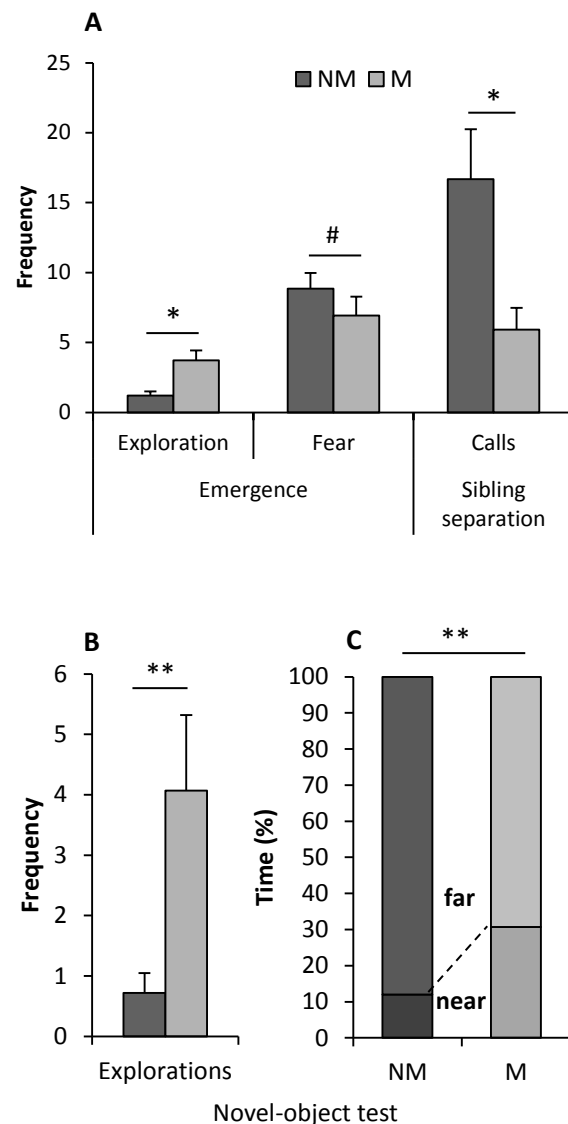 A
25
20
15
10
5
0
Frequency
NM M
*
#
*
Exploration Fear Calls
Emergence Sibling
separation
B
6
5
4
3
2
1
0
Frequency
**
Explorations
C
**
100
90
80
70
60
50
40
30
20
10
0
Time (%)
far
near
NM M
Novel-object test